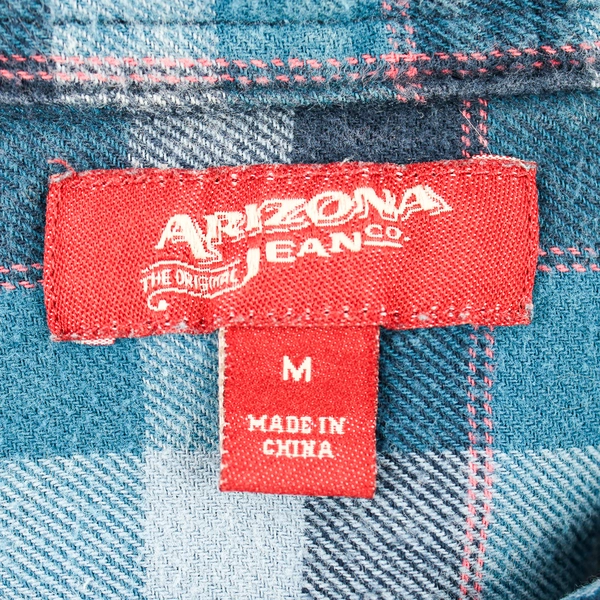 ARIZONA
THE ORIGINAL JEAN CO.
M
MADE IN
CHINA